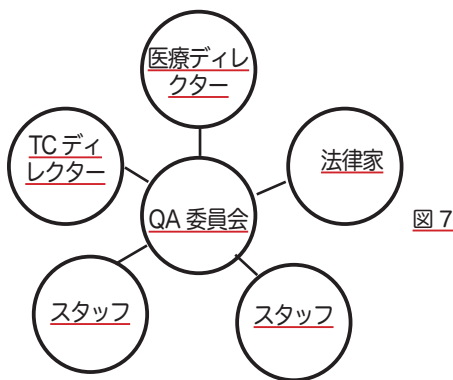 医療ディレ
クター
TC ディ
レクター
法律家
QA 委員会
図 7
スタッフ
スタッフ